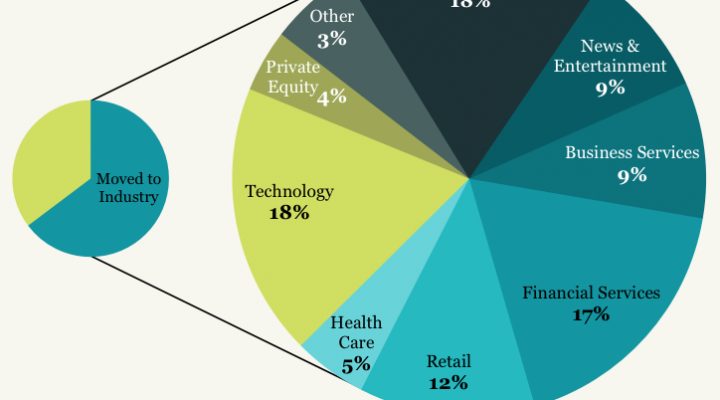 18%
Other
3%
News &
Entertainment
9%
Private
Equity
4%
Business Services
9%
Moved to
Industry
Technology
18%
Financial Services
17%
Health
Care
5%
Retail
12%